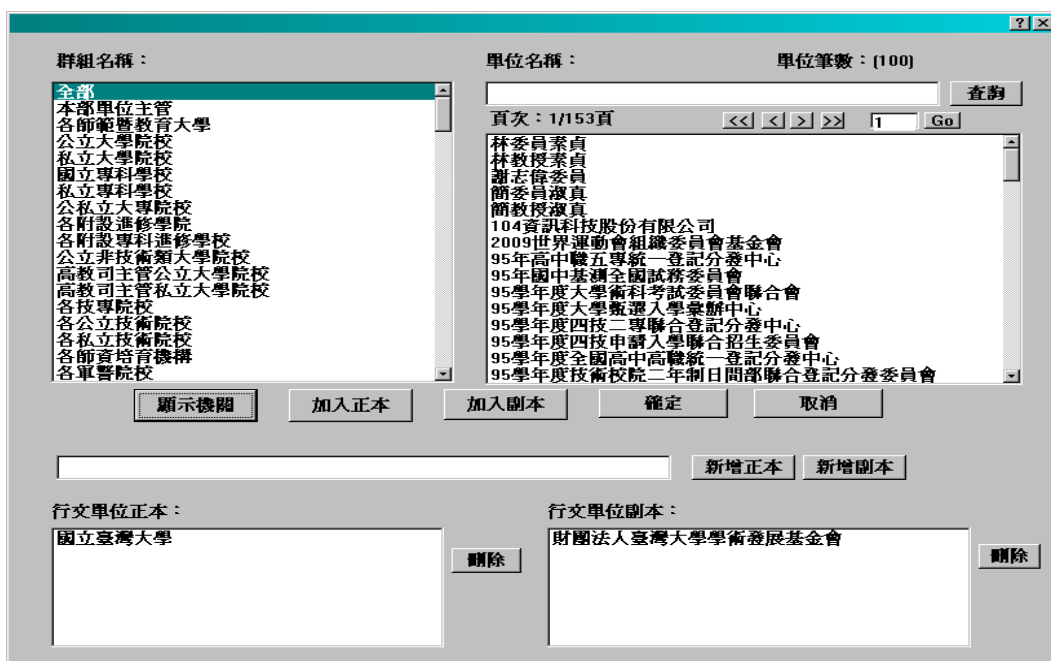 群組名稱：
單位名稱：
單位筆數：(100)
全部
本部單位主管
各師範暨教育大學
公立大學院校
私立大學院校
國立專科學校
私立專科學校
公私立大專院校
各附設進修學院
各附設專科進修學校
公立非技術類大學院校
高教司主管公立大學院校
高教司主管私立大學院校
各技專院校
各公立技術院校
各私立技術院校
各師資培育機構
各軍警院校
查詢
頁次：1/153頁
<< < > >> 1 Go
林委員素貞
林教授素貞
謝志偉委員
簡委員淑真
簡教授淑真
104資訊科技股份有限公司
2009世界運動會組織委員會基金會
95年高中職五專統一登記分發中心
95年國中基測全國試務委員會
95學年度大學術科考試委員會聯合會
95學年度大學甄選入學彙辦中心
95學年度四技二專聯合登記分發中心
95學年度四技申請入學聯合招生委員會
95學年度全國高中高職統一登記分發中心
95學年度技術校院二年制日間部聯合登記分發委員會
顯示機關
加入正本
加入副本
確定
取消
新增正本
新增副本
行文單位正本：
行文單位副本：
國立臺灣大學
刪除
財團法人臺灣大學學術發展基金會
刪除